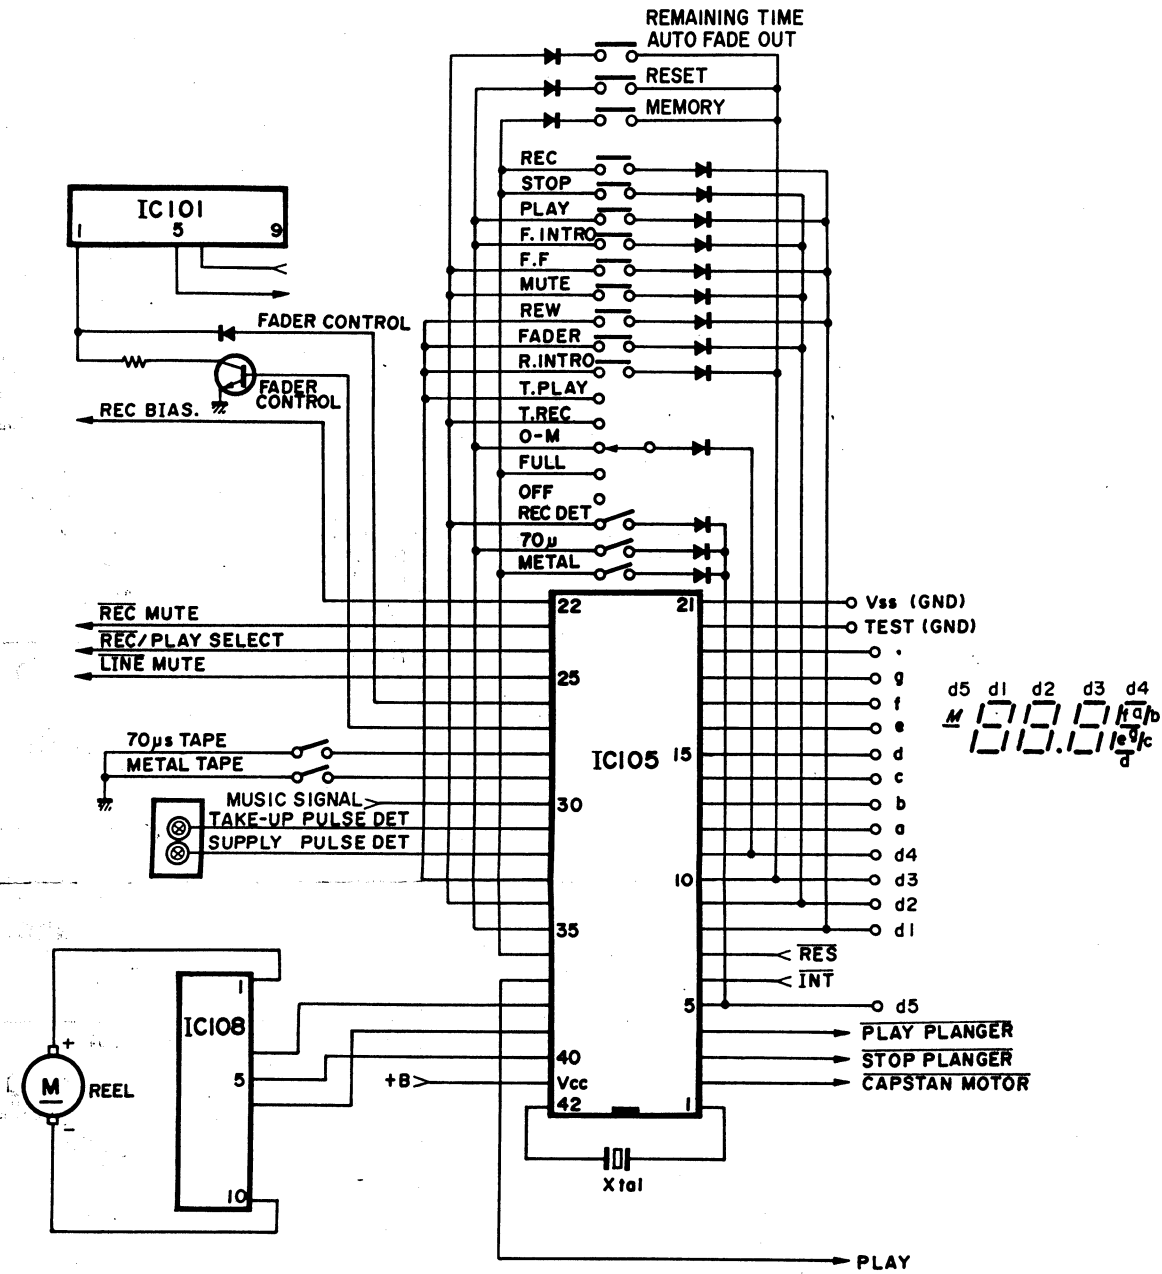 REMAINING TIME
AUTO FADE OUT
RESET
MEMORY
REC
STOP
PLAY
F.INTRO
F.F
MUTE
REW
FADER
R.INTRO
T.PLAY
T.REC
O-M
FULL
OFF
REC DET
70μ
METAL
IC101
1 5 9
FADER CONTROL
FADER
CONTROL
REC BIAS.
REC MUTE
REC/PLAY SELECT
LINE MUTE
70μs TAPE
METAL TAPE
MUSIC SIGNAL
TAKE-UP PULSE DET
SUPPLY PULSE DET
22 21
25
IC105 15
30
10
35
5
40
Vcc
42 1
+B
Xtal
Vss (GND)
TEST (GND)
.
g
f
e
d
c
b
a
d4
d3
d2
d1
RES
INT
d5
PLAY PLANGER
STOP PLANGER
CAPSTAN MOTOR
PLAY
d5 d1 d2 d3 d4
M
f a b
e g c
d
1
IC108
5
10
+
M REEL
-